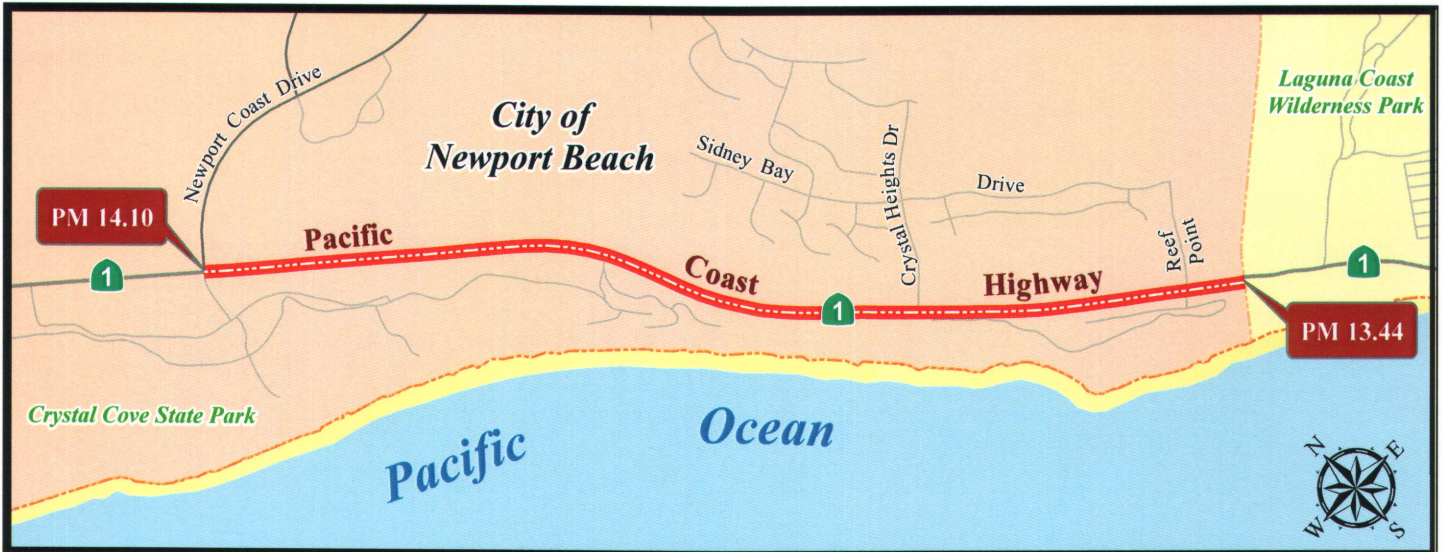 Newport Coast Drive
City of
Newport Beach
Laguna Coast
Wilderness Park
Sidney Bay
Drive
Crystal Heights Dr
Reef
Point
PM 14.10
Pacific
Coast
Highway
1
1
1
PM 13.44
Crystal Cove State Park
Pacific
Ocean
N
E
W
S